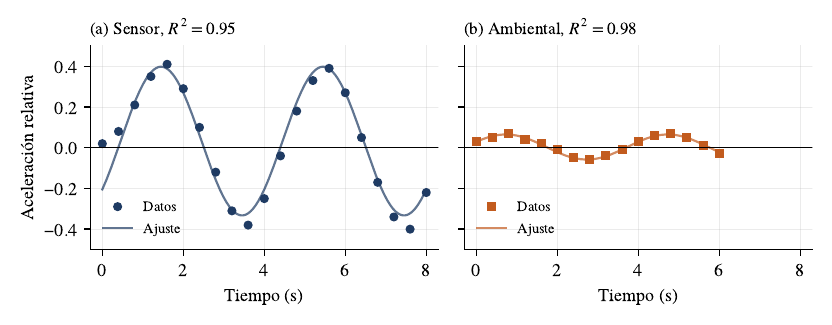 (a) Sensor, R² = 0.95
(b) Ambiental, R² = 0.98
Aceleración relativa
0.4
0.2
0.0
−0.2
−0.4
Datos
Ajuste
0 2 4 6 8
Tiempo (s)
Datos
Ajuste
0 2 4 6 8
Tiempo (s)